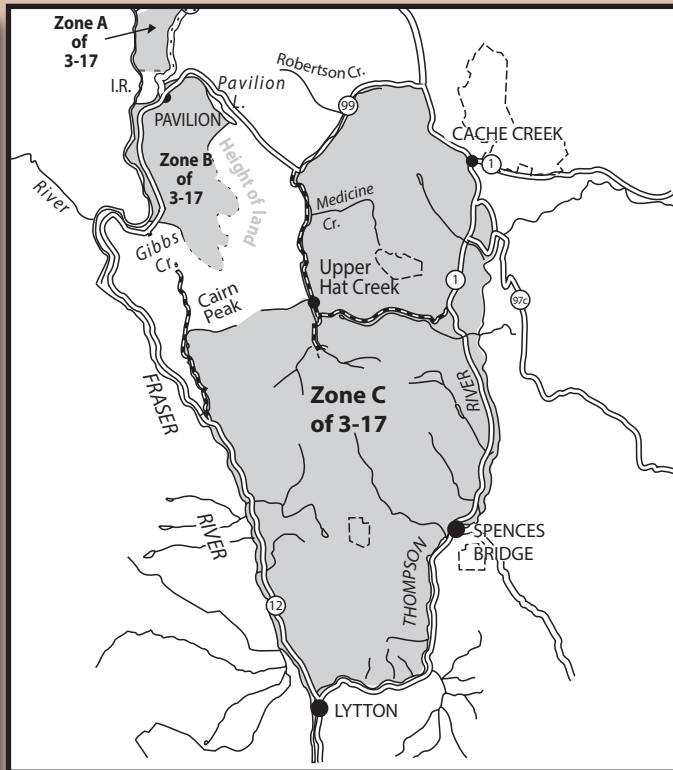 Zone A
of
3-17
I.R.
Pavilion
L.
Robertson Cr.
99
PAVILION
CACHE CREEK
1
Zone B
of
3-17
Height of land
River
Medicine
Cr.
Gibbs
Cr.
Upper
Hat Creek
1
97c
Cairn
Peak
FRASER
RIVER
Zone C
of 3-17
RIVER
THOMPSON
SPENCES
BRIDGE
12
LYTTON